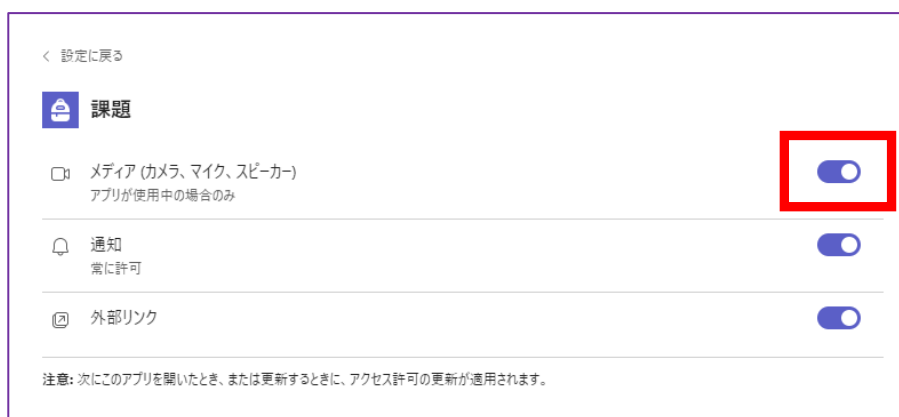 < 設定に戻る
課題
メディア (カメラ、マイク、スピーカー)
アプリが使用中の場合のみ
通知
常に許可
外部リンク
注意: 次にこのアプリを開いたとき、または更新するときに、アクセス許可の更新が適用されます。